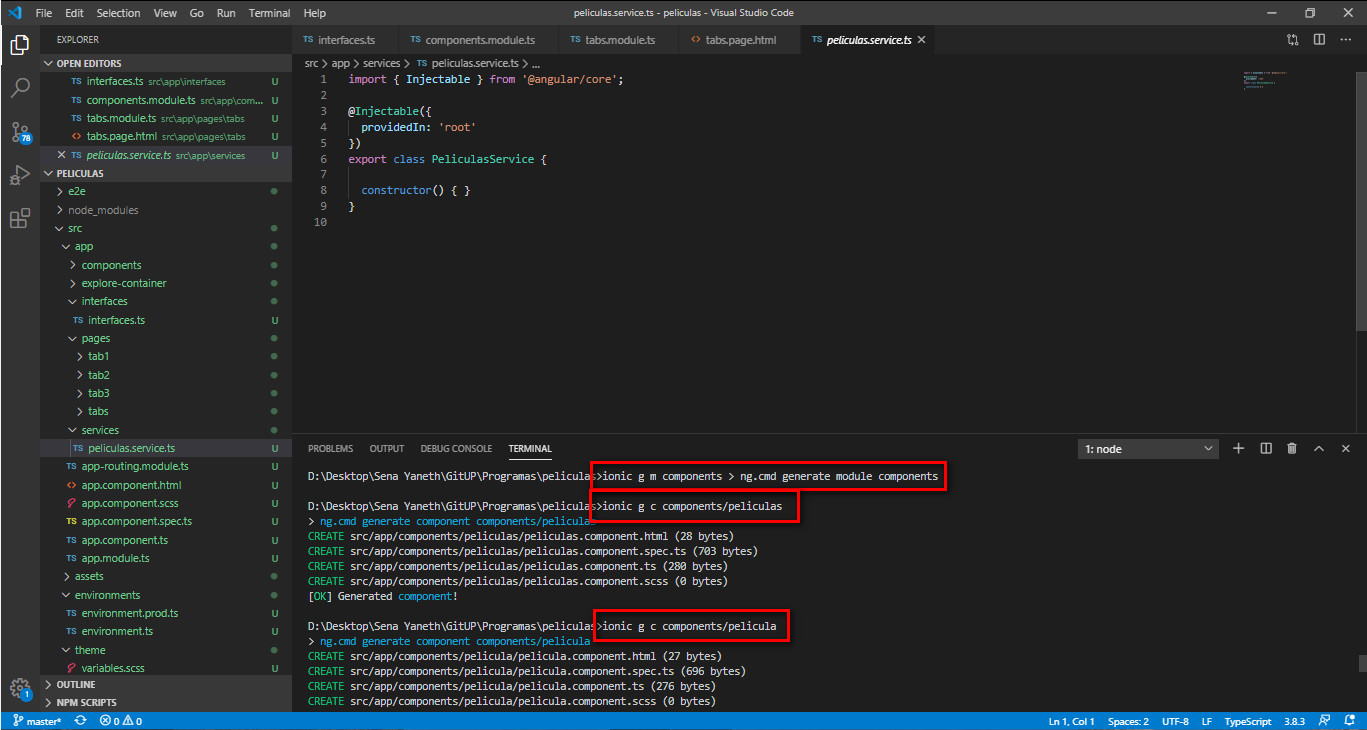 File Edit Selection View Go Run Terminal Help
peliculas.service.ts - peliculas - Visual Studio Code
EXPLORER
OPEN EDITORS
TS interfaces.ts src\app\interfaces U
TS components.module.ts src\app\com... U
TS tabs.module.ts src\app\pages\tabs U
<> tabs.page.html src\app\pages\tabs U
TS peliculas.service.ts src\app\services U
PELICULAS
e2e
node_modules
src
app
components
explore-container
interfaces
TS interfaces.ts U
pages
tab1
tab2
tab3
tabs
services
TS peliculas.service.ts U
TS app-routing.module.ts U
<> app.component.html U
app.component.scss U
TS app.component.spec.ts U
TS app.component.ts U
TS app.module.ts U
assets
environments
TS environment.prod.ts U
TS environment.ts U
theme
variables.scss U
OUTLINE
NPM SCRIPTS
78
1
TS interfaces.ts
TS components.module.ts
TS tabs.module.ts
<> tabs.page.html
TS peliculas.service.ts
src > app > services > TS peliculas.service.ts > ...
1 import { Injectable } from '@angular/core';
2
3 @Injectable({
4 providedIn: 'root'
5 })
6 export class PeliculasService {
7
8 constructor() { }
9 }
10
PROBLEMS OUTPUT DEBUG CONSOLE TERMINAL
1: node
D:\Desktop\Sena Yaneth\GitUP\Programas\peliculas>ionic g m components > ng.cmd generate module components
D:\Desktop\Sena Yaneth\GitUP\Programas\peliculas>ionic g c components/peliculas
> ng.cmd generate component components/peliculas
CREATE src/app/components/peliculas/peliculas.component.html (28 bytes)
CREATE src/app/components/peliculas/peliculas.component.spec.ts (703 bytes)
CREATE src/app/components/peliculas/peliculas.component.ts (280 bytes)
CREATE src/app/components/peliculas/peliculas.component.scss (0 bytes)
[OK] Generated component!
D:\Desktop\Sena Yaneth\GitUP\Programas\peliculas>ionic g c components/pelicula
> ng.cmd generate component components/pelicula
CREATE src/app/components/pelicula/pelicula.component.html (27 bytes)
CREATE src/app/components/pelicula/pelicula.component.spec.ts (696 bytes)
CREATE src/app/components/pelicula/pelicula.component.ts (276 bytes)
CREATE src/app/components/pelicula/pelicula.component.scss (0 bytes)
master* 0 0
Ln 1, Col 1 Spaces: 2 UTF-8 LF TypeScript 3.8.3